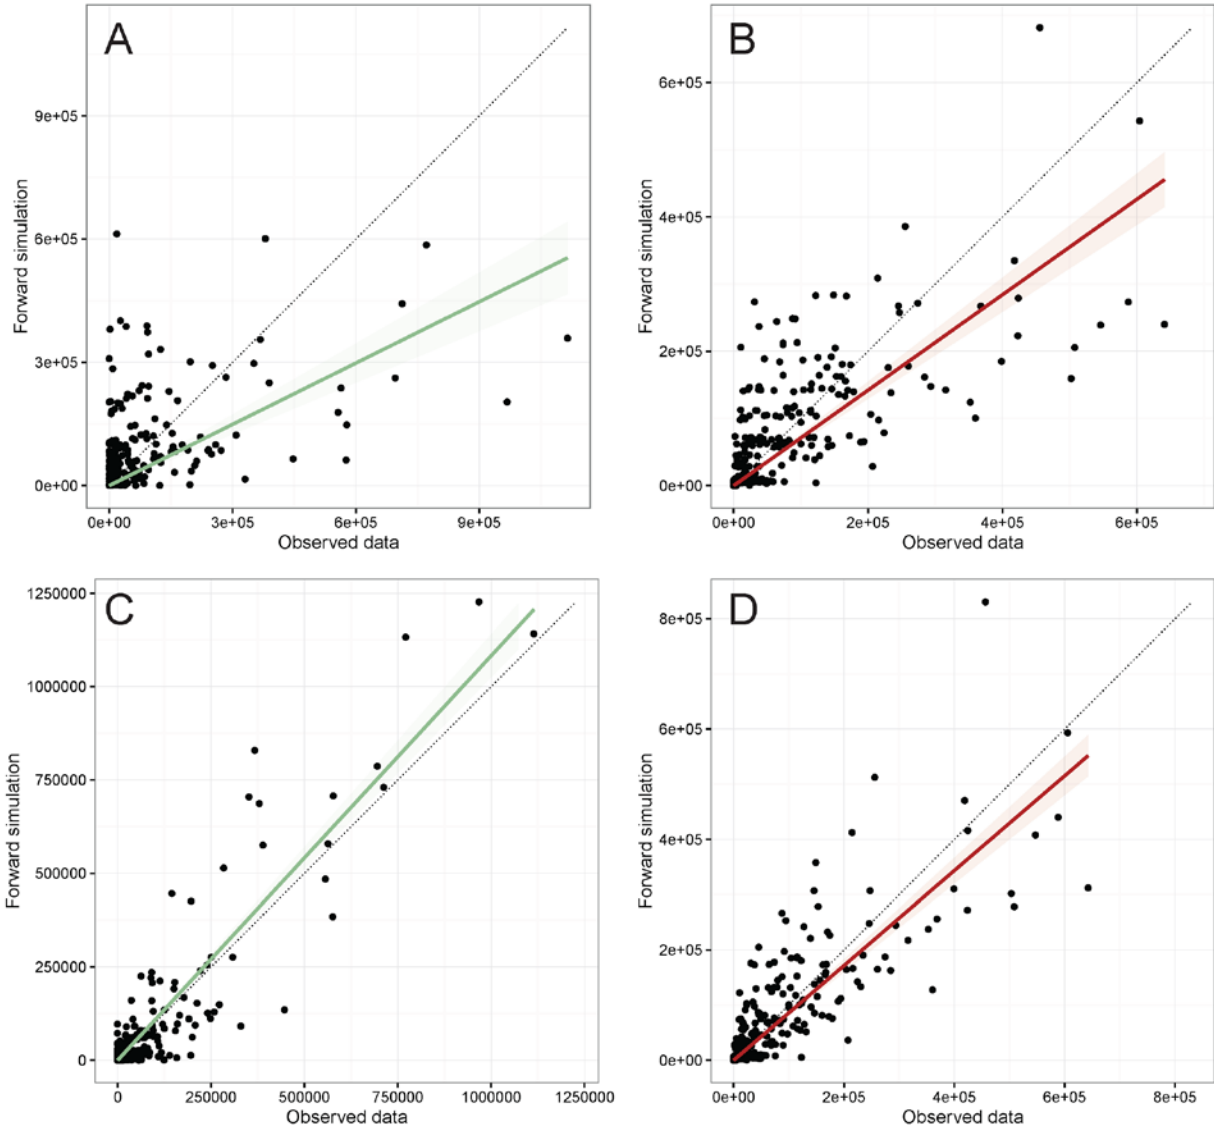 A
Forward simulation
9e+05
6e+05
3e+05
0e+00
0e+00 3e+05 6e+05 9e+05
Observed data
B
Forward simulation
6e+05
4e+05
2e+05
0e+00
0e+00 2e+05 4e+05 6e+05
Observed data
C
Forward simulation
1250000
1000000
750000
500000
250000
0
0 250000 500000 750000 1000000 1250000
Observed data
D
Forward simulation
8e+05
6e+05
4e+05
2e+05
0e+00
0e+00 2e+05 4e+05 6e+05 8e+05
Observed data